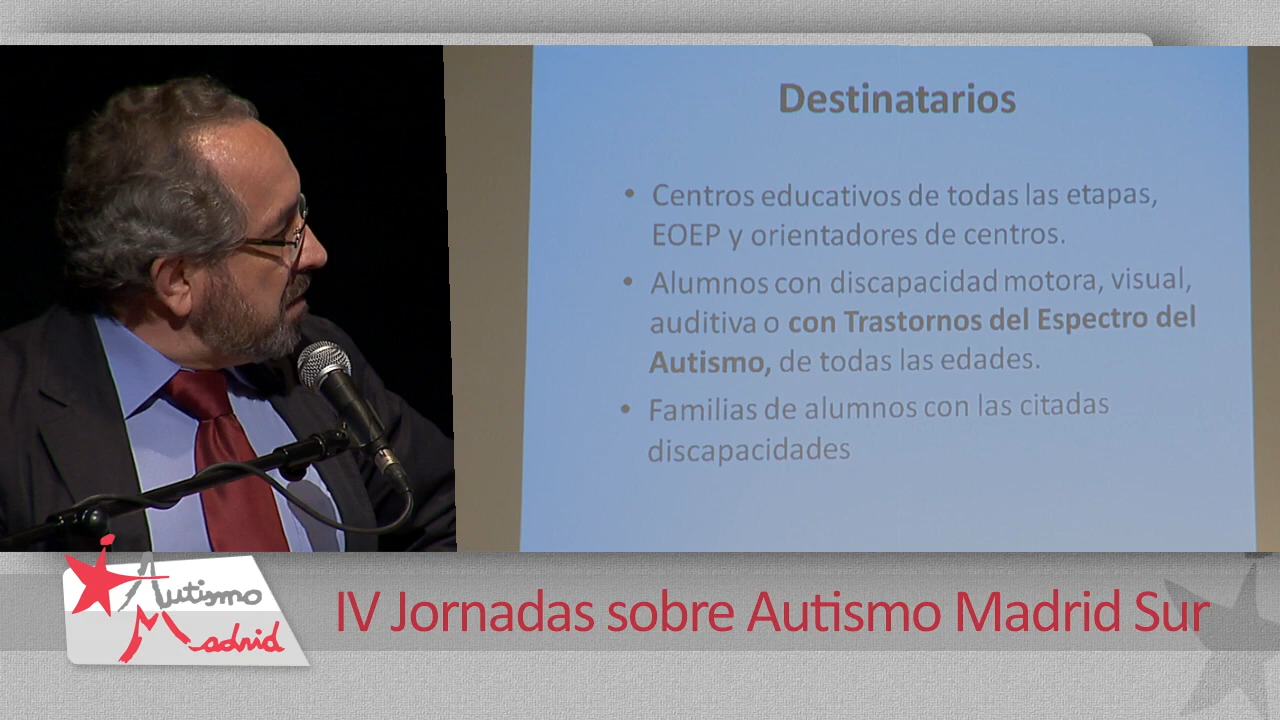 Destinatarios
• Centros educativos de todas las etapas,
EOEP y orientadores de centros.
• Alumnos con discapacidad motora, visual,
auditiva o con Trastornos del Espectro del
Autismo, de todas las edades.
• Familias de alumnos con las citadas
discapacidades
Autismo
Madrid
IV Jornadas sobre Autismo Madrid Sur